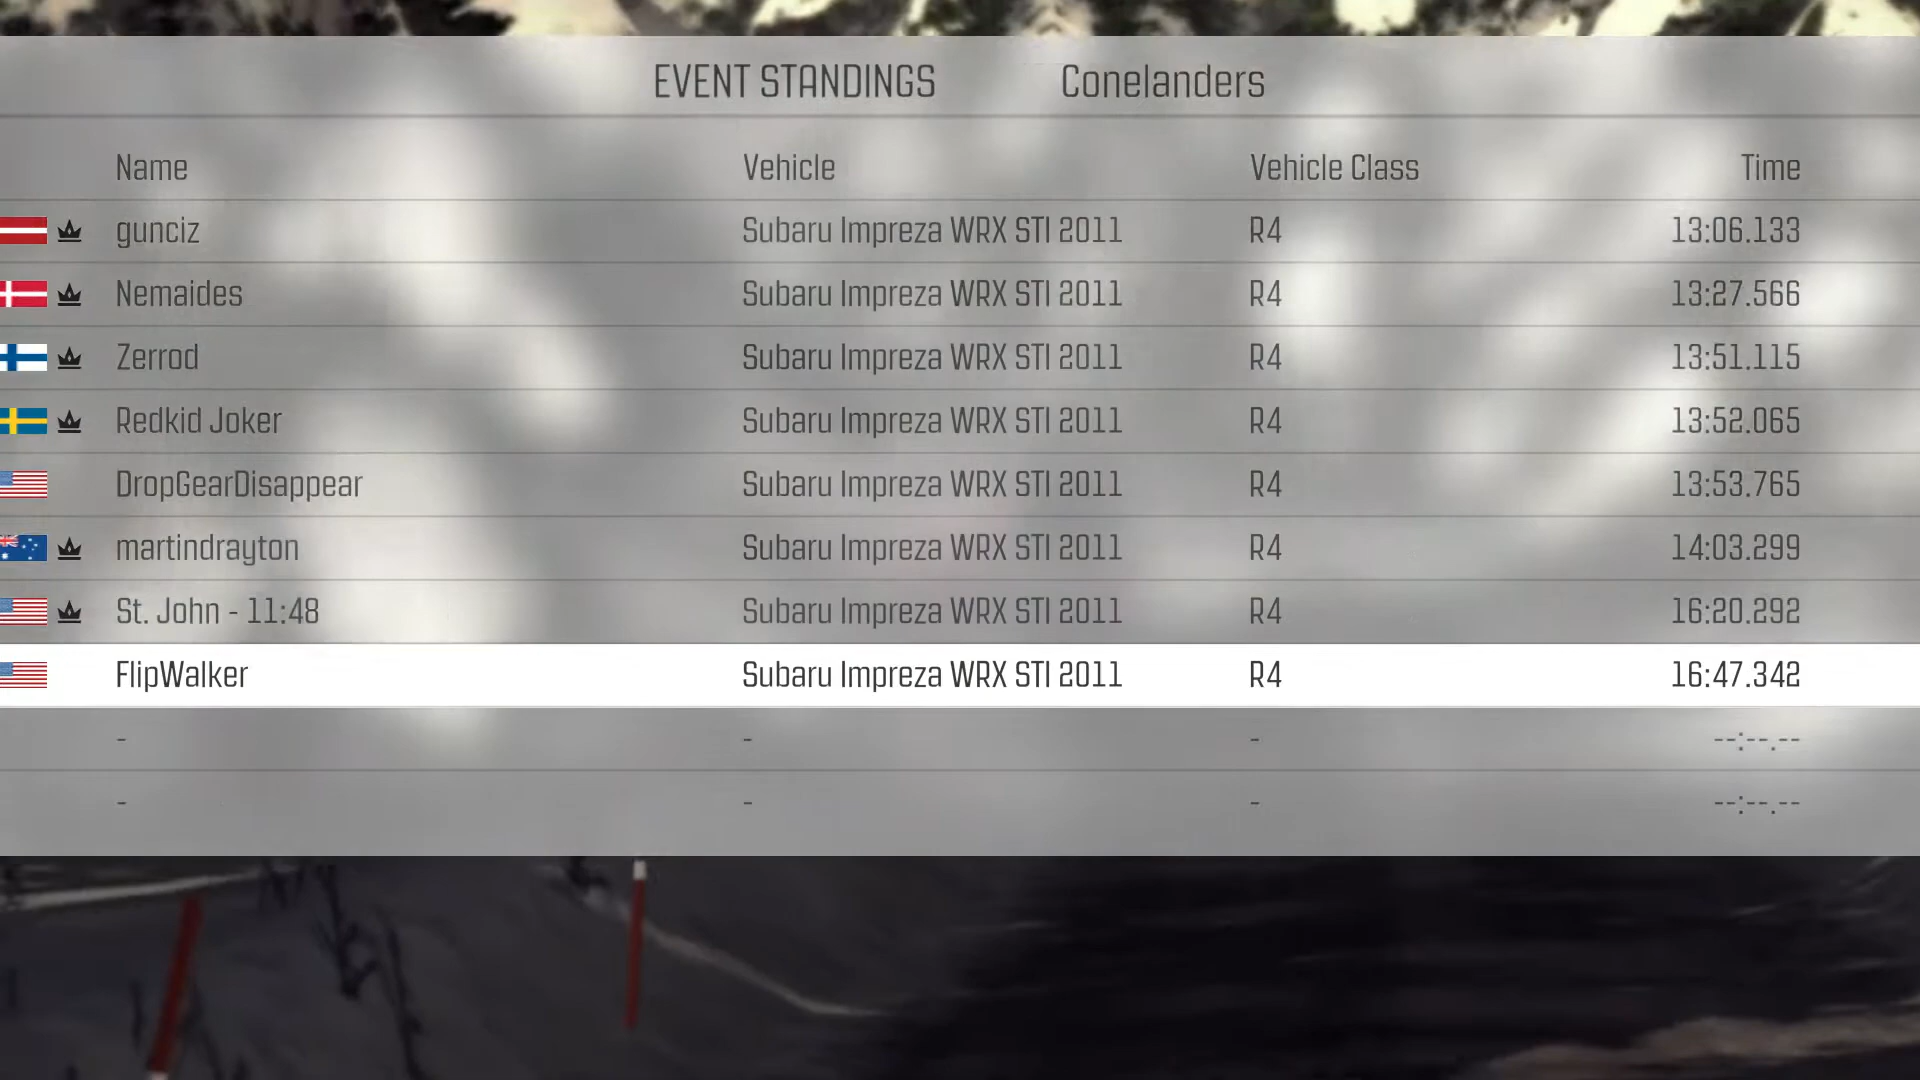 EVENT STANDINGS Conelanders
Name Vehicle Vehicle Class Time
gunciz Subaru Impreza WRX STI 2011 R4 13:06.133
Nemaides Subaru Impreza WRX STI 2011 R4 13:27.566
Zerrod Subaru Impreza WRX STI 2011 R4 13:51.115
Redkid Joker Subaru Impreza WRX STI 2011 R4 13:52.065
DropGearDisappear Subaru Impreza WRX STI 2011 R4 13:53.765
martindrayton Subaru Impreza WRX STI 2011 R4 14:03.299
St. John - 11:48 Subaru Impreza WRX STI 2011 R4 16:20.292
FlipWalker Subaru Impreza WRX STI 2011 R4 16:47.342
- - - --:--.--
- - - --:--.--